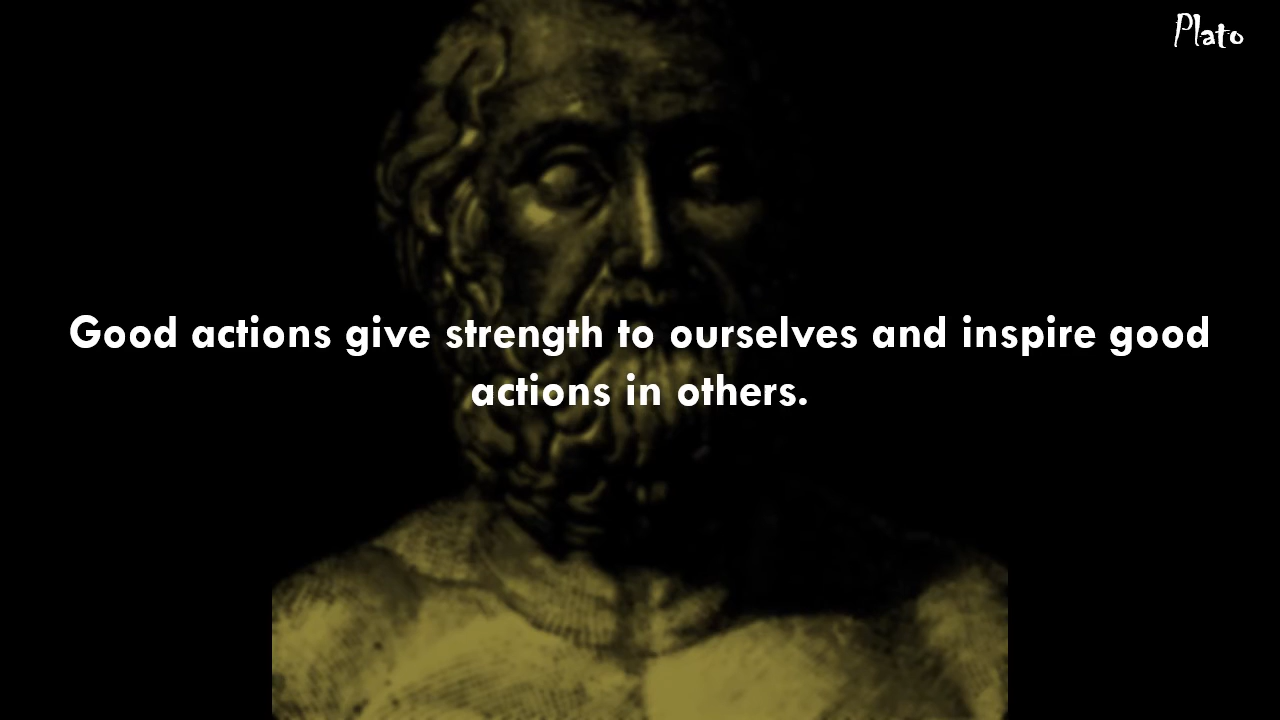 Plato
Good actions give strength to ourselves and inspire good
actions in others.